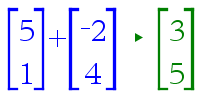 [5] + [-2] ▸ [3]
[1] [4] [5]